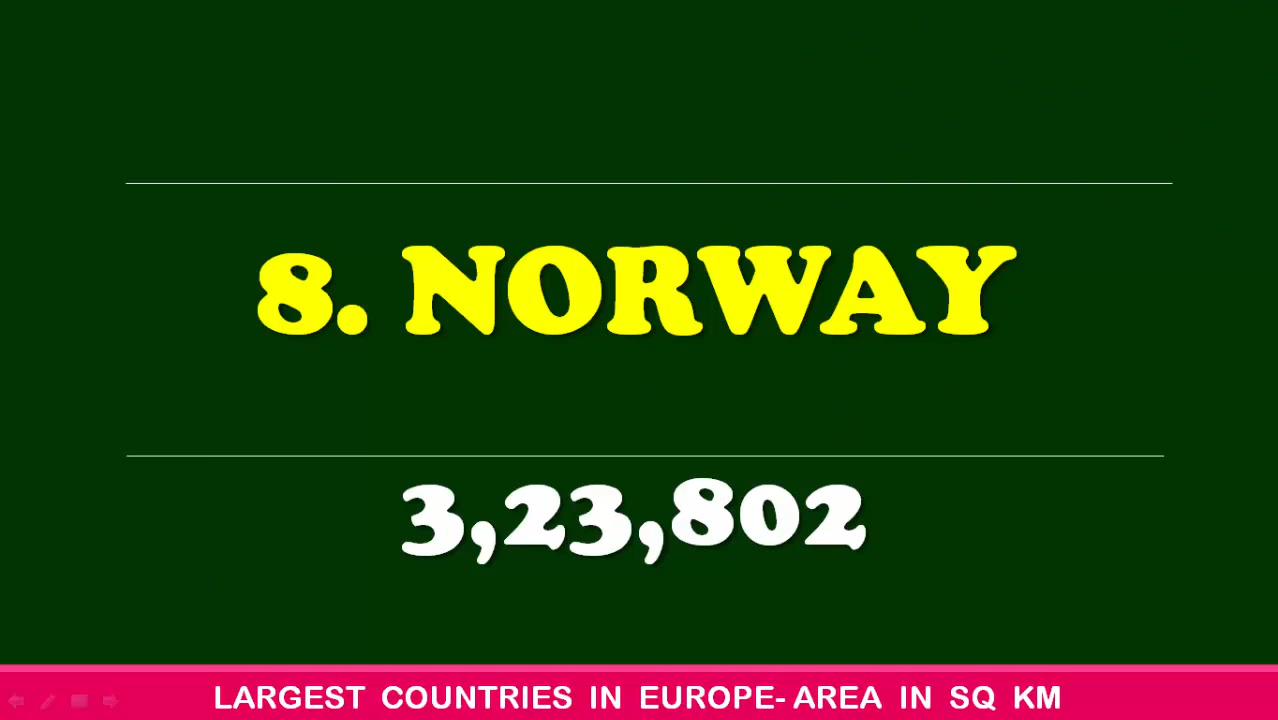 8. NORWAY
3,23,802
LARGEST COUNTRIES IN EUROPE- AREA IN SQ KM